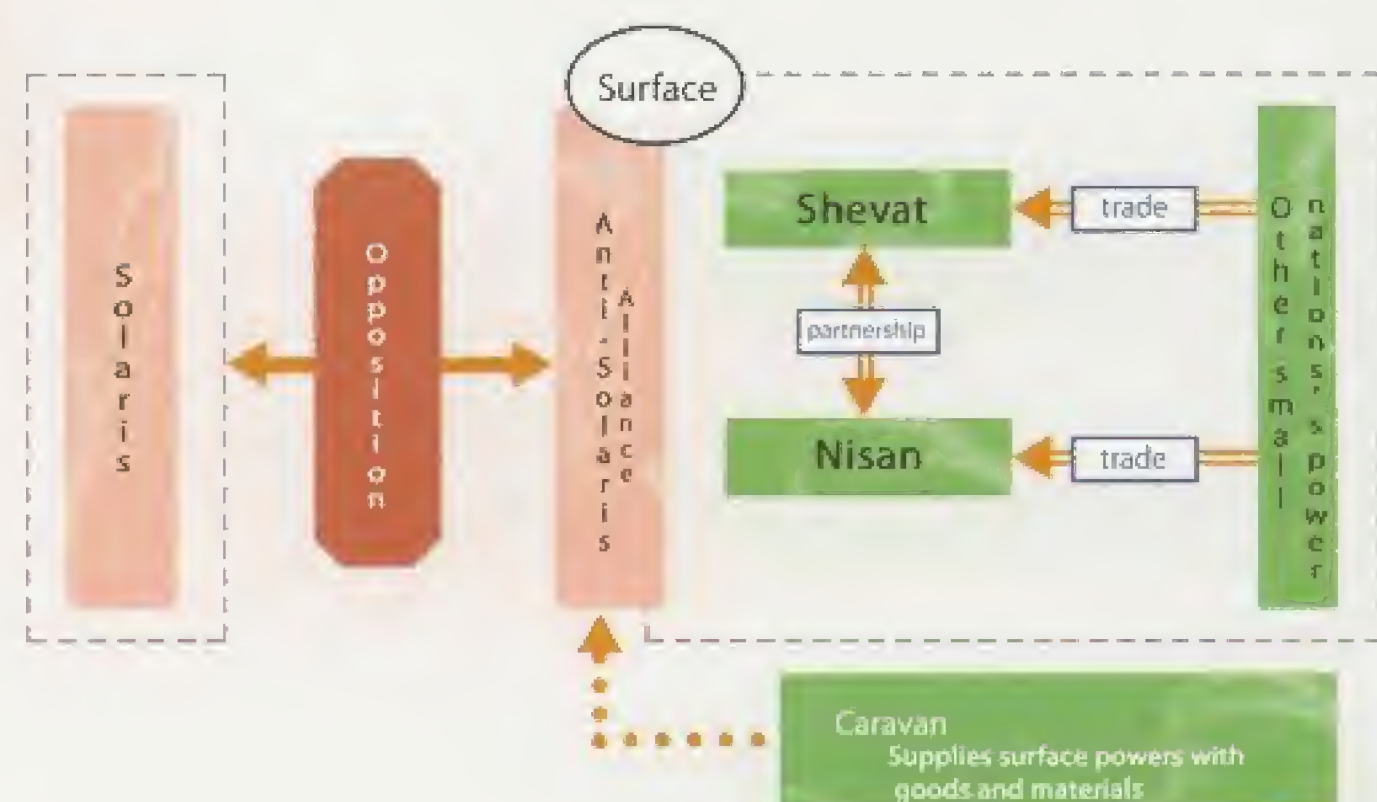 Surface
Solaris
Opposition
Anti-Solaris
Alliance
Shevat
trade
partnership
Nisan
trade
Other small
nations' s power
Caravan
Supplies surface powers with
goods and materials